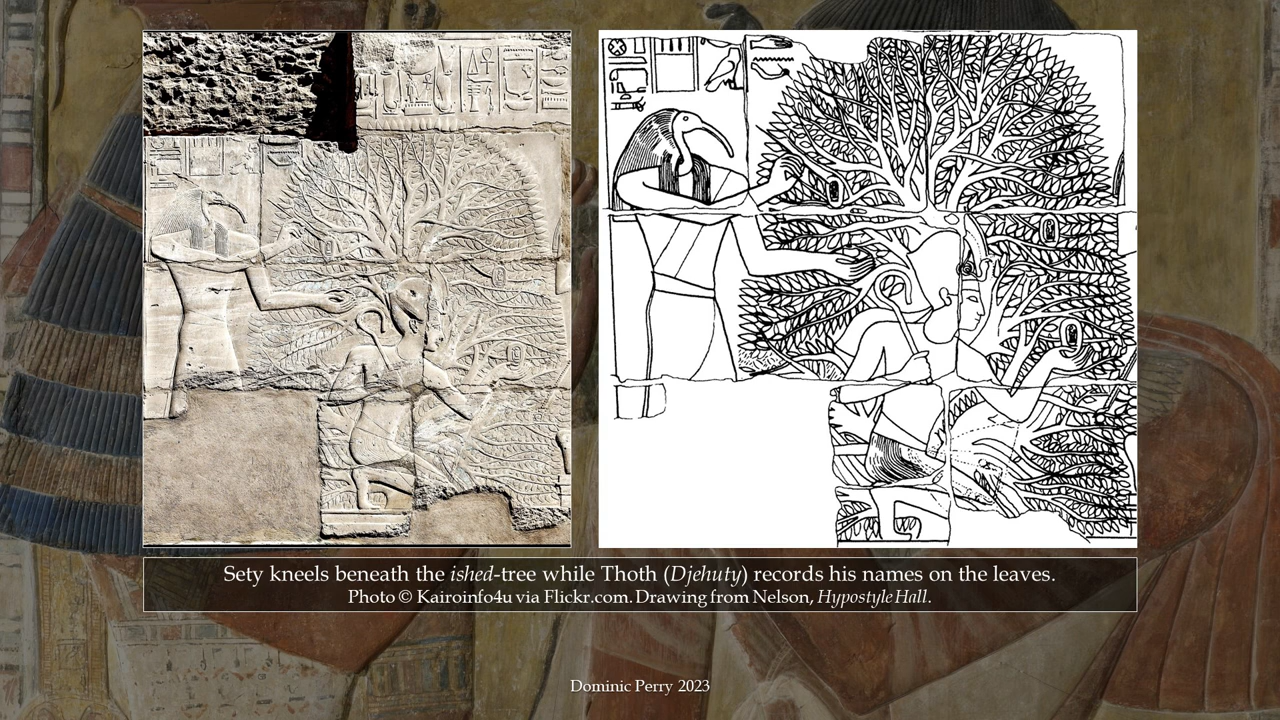 Sety kneels beneath the ished-tree while Thoth (Djehuty) records his names on the leaves.
Photo © Kairoinfo4u via Flickr.com. Drawing from Nelson, Hypostyle Hall.
Dominic Perry 2023